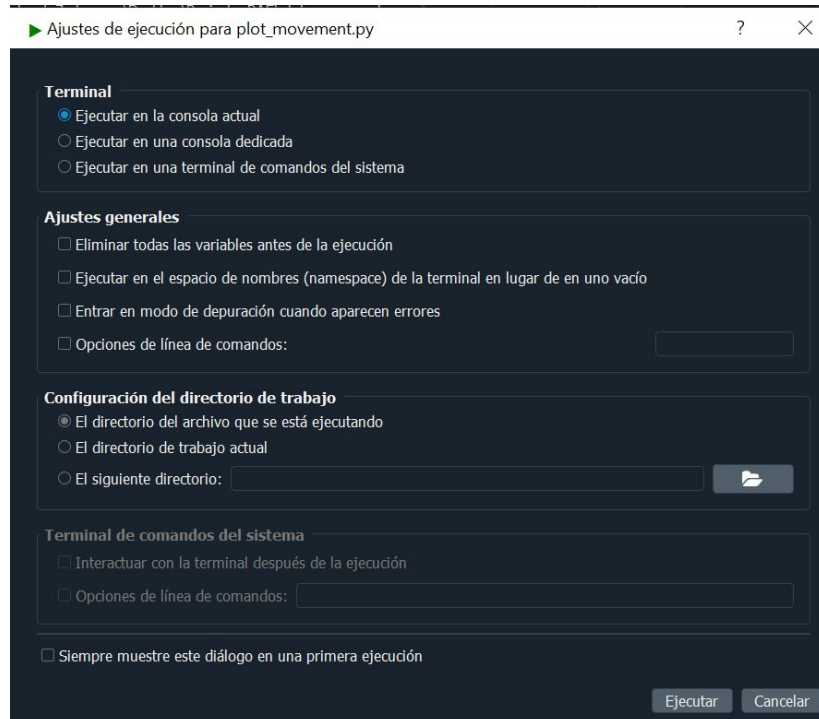 Ajustes de ejecución para plot_movement.py
?
Terminal
Ejecutar en la consola actual
Ejecutar en una consola dedicada
Ejecutar en una terminal de comandos del sistema
Ajustes generales
Eliminar todas las variables antes de la ejecución
Ejecutar en el espacio de nombres (namespace) de la terminal en lugar de en uno vacío
Entrar en modo de depuración cuando aparecen errores
Opciones de línea de comandos:
Configuración del directorio de trabajo
El directorio del archivo que se está ejecutando
El directorio de trabajo actual
El siguiente directorio:
Terminal de comandos del sistema
Interactuar con la terminal después de la ejecución
Opciones de línea de comandos:
Siempre muestre este diálogo en una primera ejecución
Ejecutar
Cancelar